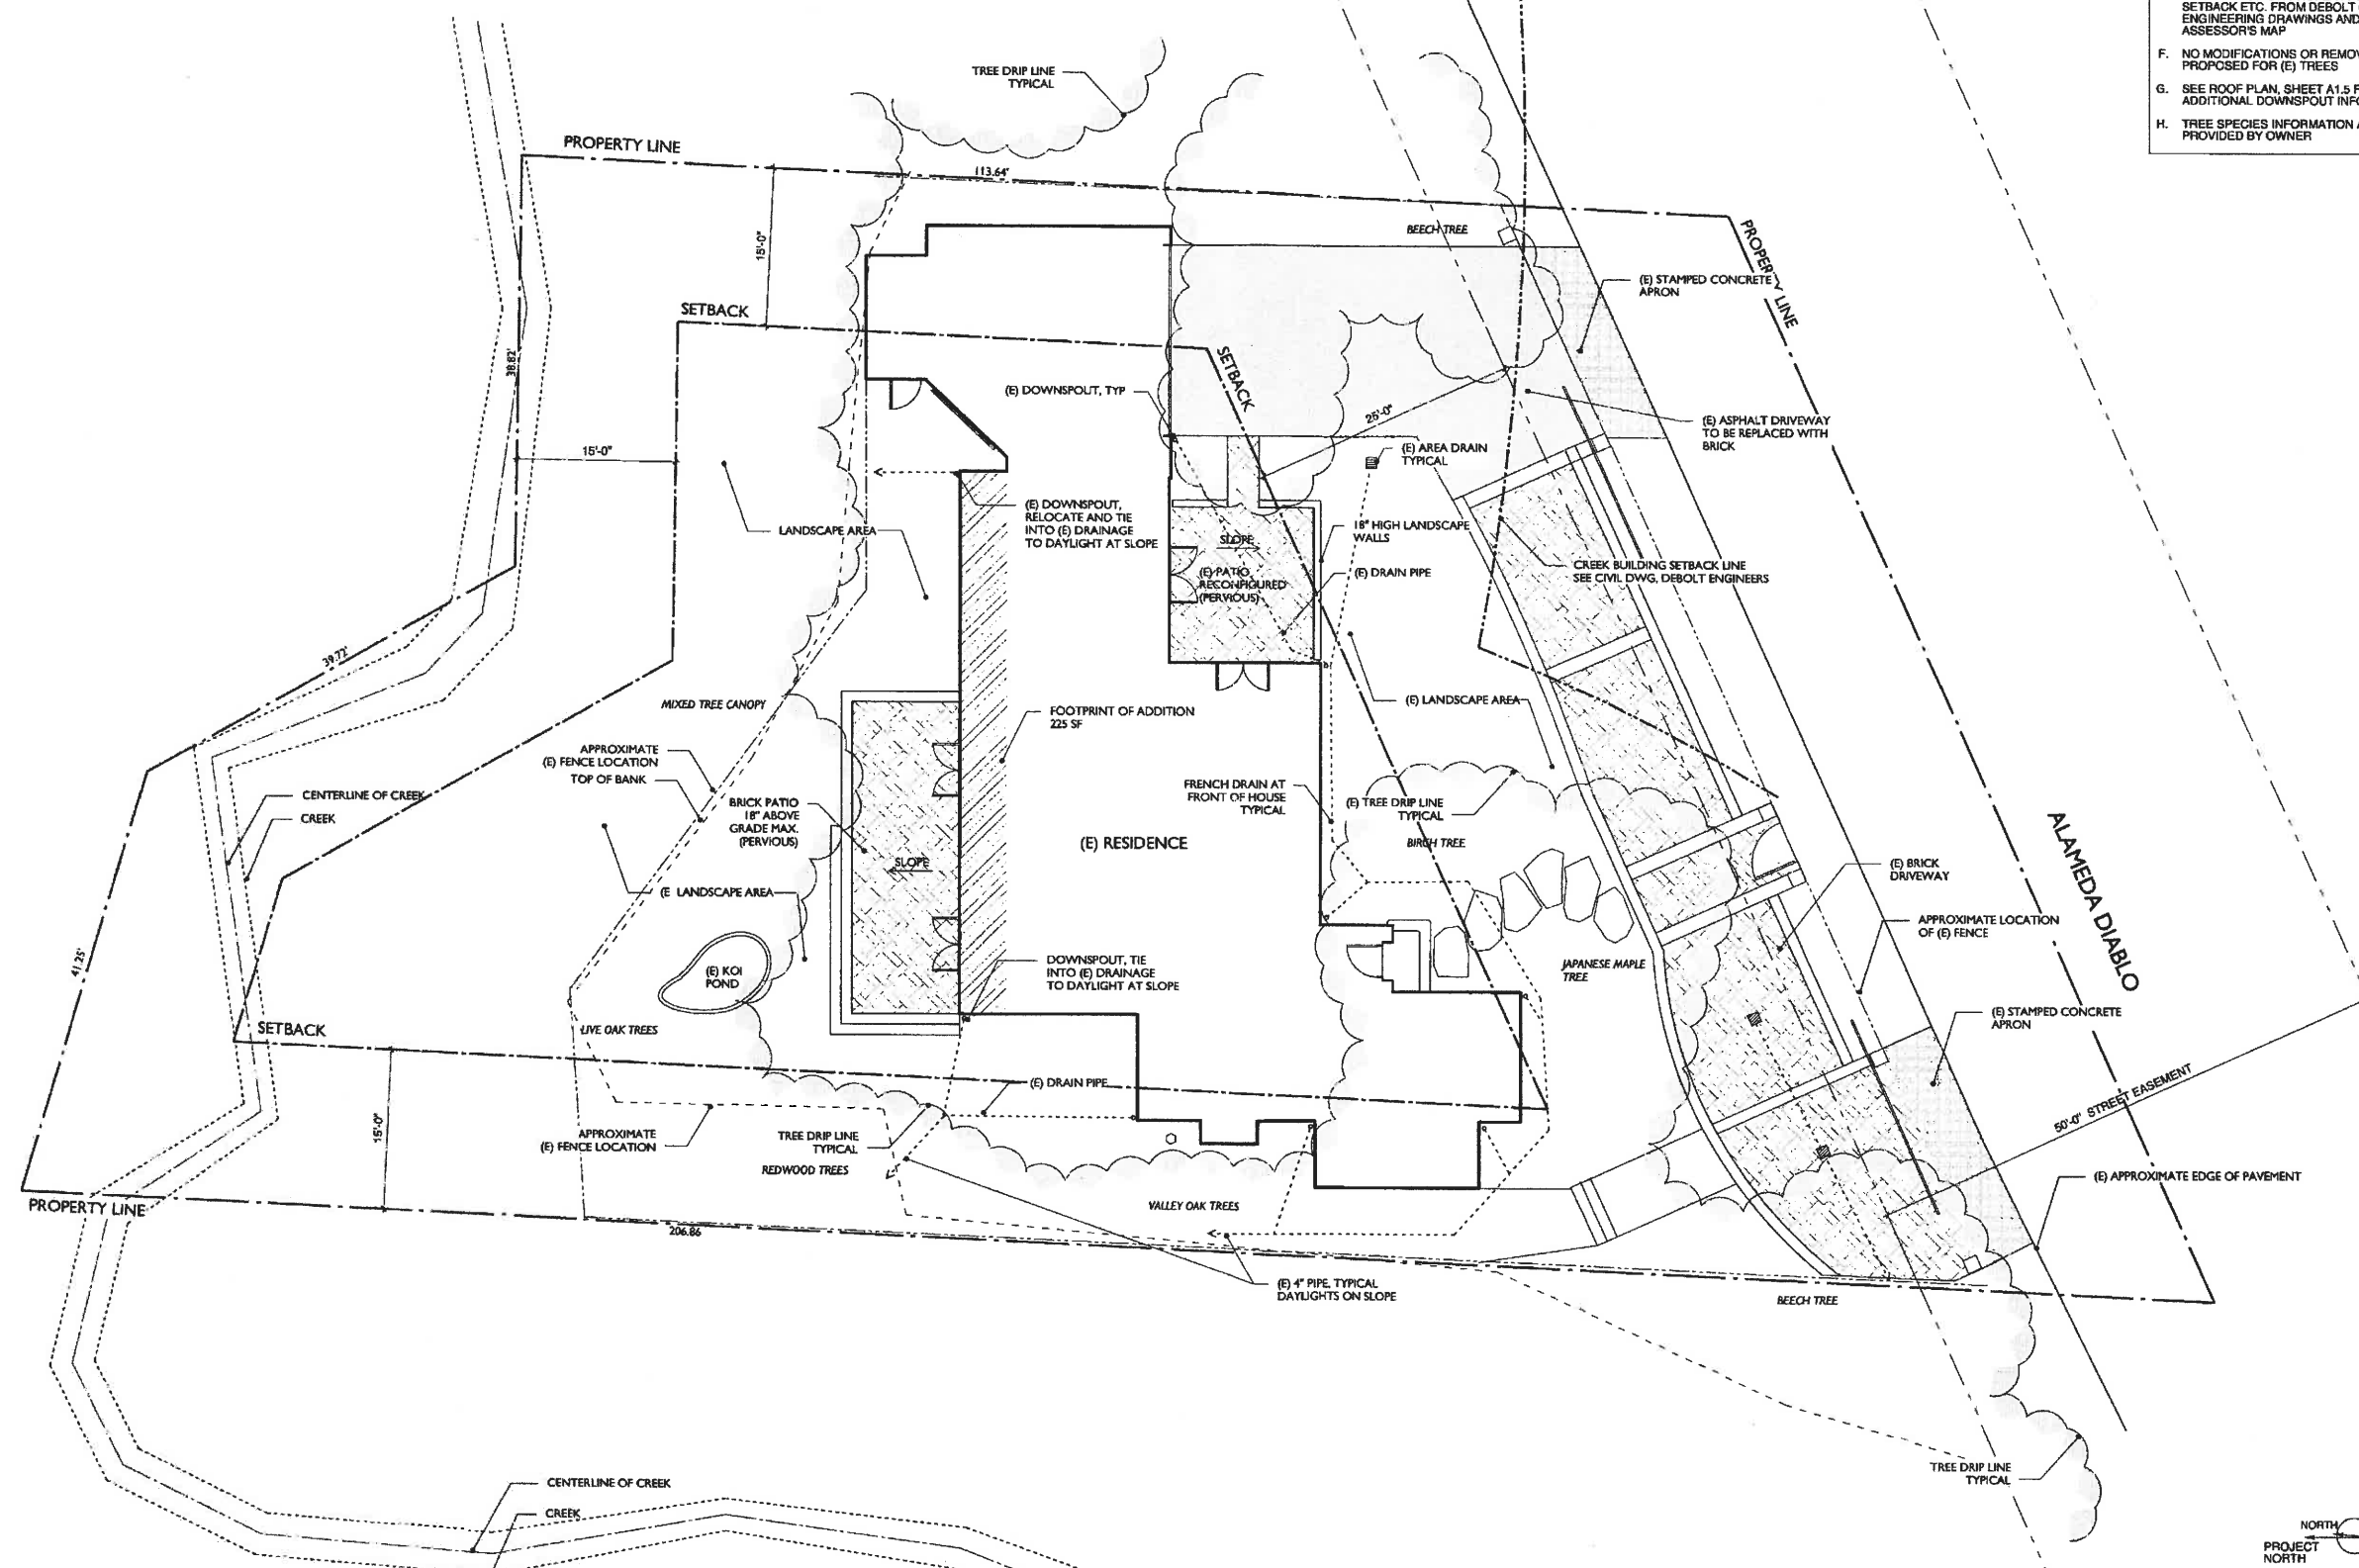 SETBACK ETC. FROM DEBOLT
ENGINEERING DRAWINGS AND
ASSESSOR'S MAP
F. NO MODIFICATIONS OR REMOV
PROPOSED FOR (E) TREES
G. SEE ROOF PLAN, SHEET A1.5 F
ADDITIONAL DOWNSPOUT INFO
H. TREE SPECIES INFORMATION
PROVIDED BY OWNER
TREE DRIP LINE
TYPICAL
PROPERTY LINE
113.64'
15'-0"
BEECH TREE
PROPERTY LINE
(E) STAMPED CONCRETE
APRON
SETBACK
38.82'
SETBACK
(E) DOWNSPOUT, TYP
25'-0"
(E) ASPHALT DRIVEWAY
TO BE REPLACED WITH
BRICK
15'-0"
(E) AREA DRAIN
TYPICAL
LANDSCAPE AREA
(E) DOWNSPOUT,
RELOCATE AND TIE
INTO (E) DRAINAGE
TO DAYLIGHT AT SLOPE
18" HIGH LANDSCAPE
WALLS
SLOPE
(E) PATIO
RECONFIGURED
(PERVIOUS)
(E) DRAIN PIPE
CREEK BUILDING SETBACK LINE
SEE CIVIL DWG, DEBOLT ENGINEERS
39.72'
MIXED TREE CANOPY
FOOTPRINT OF ADDITION
225 SF
(E) LANDSCAPE AREA
APPROXIMATE
(E) FENCE LOCATION
TOP OF BANK
CENTERLINE OF CREEK
CREEK
BRICK PATIO
18" ABOVE
GRADE MAX.
(PERVIOUS)
SLOPE
FRENCH DRAIN AT
FRONT OF HOUSE
TYPICAL
(E) TREE DRIP LINE
TYPICAL
BIRCH TREE
(E) RESIDENCE
ALAMEDA DIABLO
(E) BRICK
DRIVEWAY
(E LANDSCAPE AREA
APPROXIMATE LOCATION
OF (E) FENCE
41.25'
(E) KOI
POND
DOWNSPOUT, TIE
INTO (E) DRAINAGE
TO DAYLIGHT AT SLOPE
JAPANESE MAPLE
TREE
SETBACK
LIVE OAK TREES
(E) STAMPED CONCRETE
APRON
(E) DRAIN PIPE
15'-0"
50'-0" STREET EASEMENT
APPROXIMATE
(E) FENCE LOCATION
TREE DRIP LINE
TYPICAL
REDWOOD TREES
(E) APPROXIMATE EDGE OF PAVEMENT
PROPERTY LINE
VALLEY OAK TREES
206.86
(E) 4" PIPE, TYPICAL
DAYLIGHTS ON SLOPE
BEECH TREE
TREE DRIP LINE
TYPICAL
CENTERLINE OF CREEK
CREEK
NORTH
PROJECT
NORTH